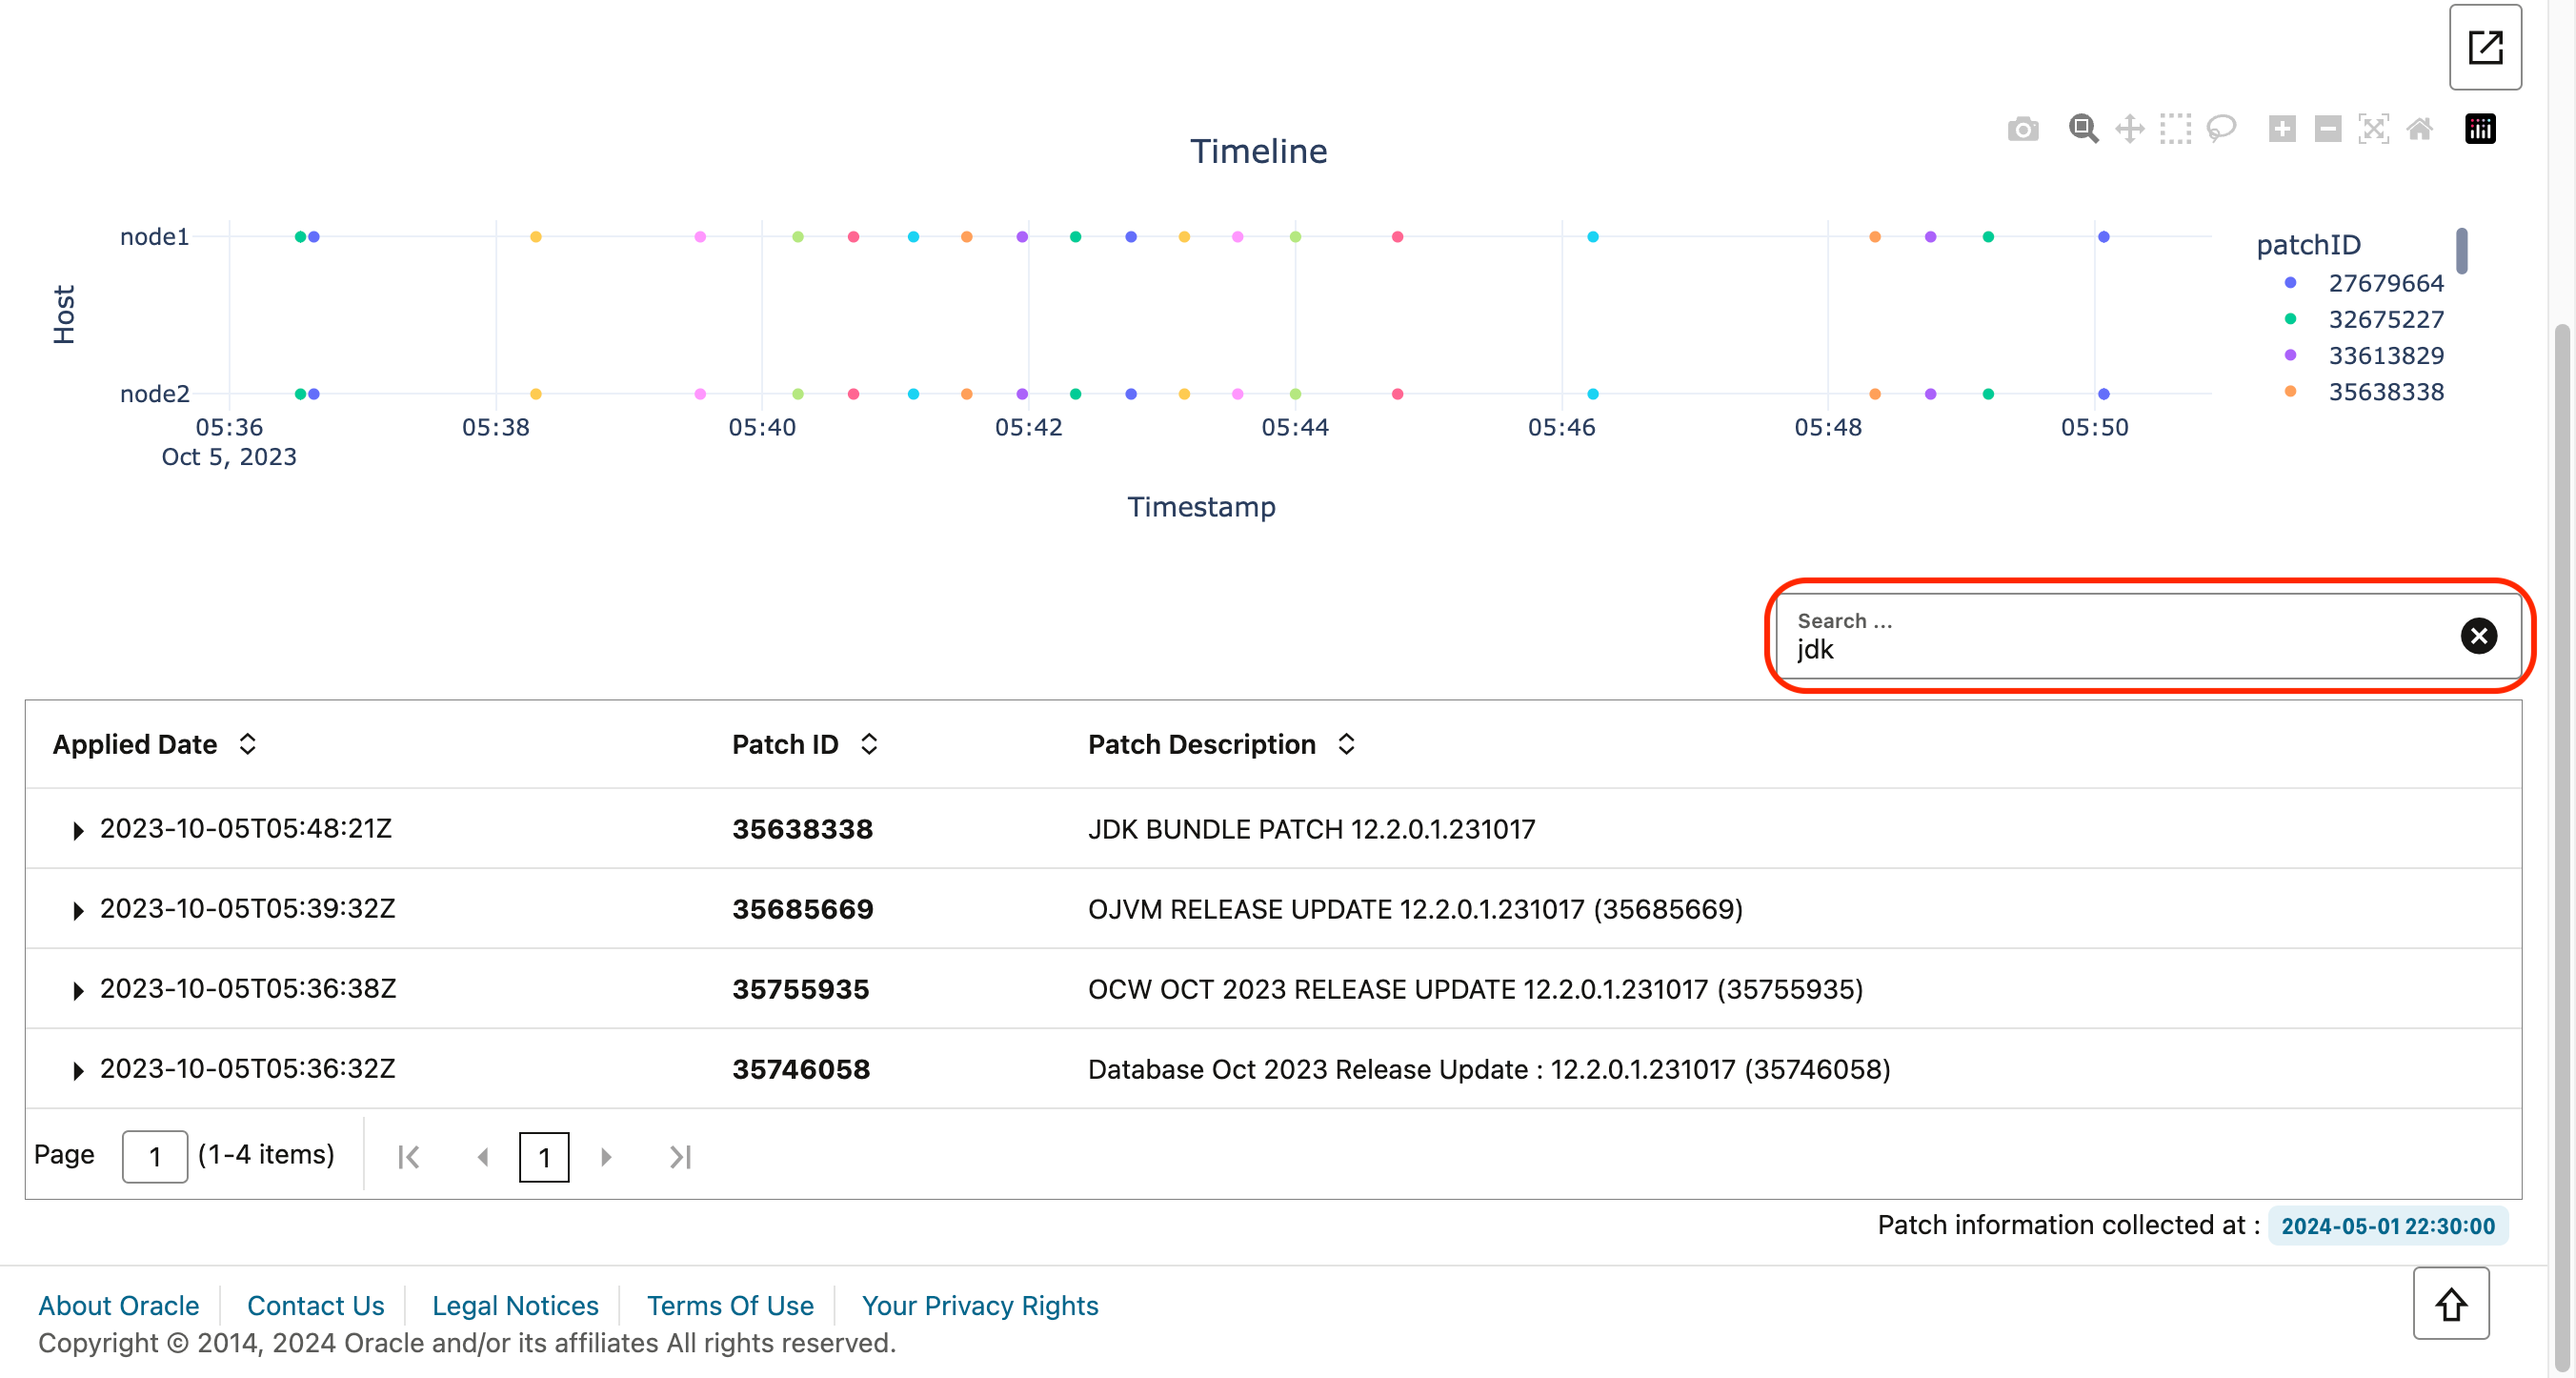 Timeline
node1
Host
node2
05:36 05:38 05:40 05:42 05:44 05:46 05:48 05:50
Oct 5, 2023
Timestamp
patchID
27679664
32675227
33613829
35638338
Search ...
jdk
Applied Date Patch ID Patch Description
2023-10-05T05:48:21Z 35638338 JDK BUNDLE PATCH 12.2.0.1.231017
2023-10-05T05:39:32Z 35685669 OJVM RELEASE UPDATE 12.2.0.1.231017 (35685669)
2023-10-05T05:36:38Z 35755935 OCW OCT 2023 RELEASE UPDATE 12.2.0.1.231017 (35755935)
2023-10-05T05:36:32Z 35746058 Database Oct 2023 Release Update : 12.2.0.1.231017 (35746058)
Page 1 (1-4 items) 1
Patch information collected at : 2024-05-01 22:30:00
About Oracle Contact Us Legal Notices Terms Of Use Your Privacy Rights
Copyright © 2014, 2024 Oracle and/or its affiliates All rights reserved.